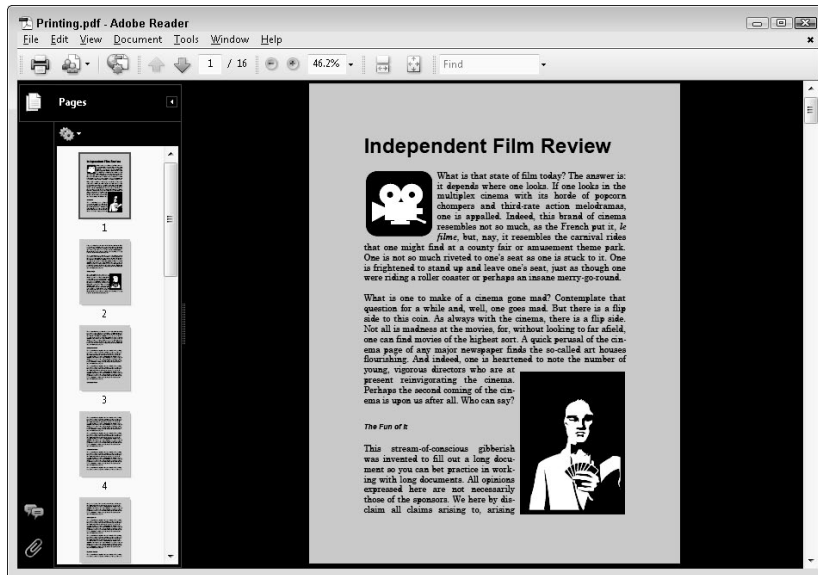 Printing.pdf - Adobe Reader
File Edit View Document Tools Window Help
1 / 16 46.2% Find
Pages
Independent Film Review
What is that state of film today? The answer is:
it depends where one looks. If one looks in the
multiplex cinema with its horde of popcorn
chompers and third-rate action melodramas,
one is appalled. Indeed, this brand of cinema
resembles not so much, as the French put it, le
filme, but, nay, it resembles the carnival rides
that one might find at a county fair or amusement theme park.
One is not so much riveted to one's seat as one is stuck to it. One
is frightened to stand up and leave one's seat, just as though one
were riding a roller coaster or perhaps an insane merry-go-round.
What is one to make of a cinema gone mad? Contemplate that
question for a while and, well, one goes mad. But there is a flip
side to this coin. As always with the cinema, there is a flip side.
Not all is madness at the movies, for, without looking to far afield,
one can find movies of the highest sort. A quick perusal of the cin-
ema page of any major newspaper finds the so-called art houses
flourishing. And indeed, one is heartened to note the number of
young, vigorous directors who are at
present reinvigorating the cinema.
Perhaps the second coming of the cin-
ema is upon us after all. Who can say?
The Fun of It
This stream-of-conscious gibberish
was invented to fill out a long docu-
ment so you can bet practice in work-
ing with long documents. All opinions
expressed here are not necessarily
those of the sponsors. We here by dis-
claim all claims arising to, arising
1
2
3
4